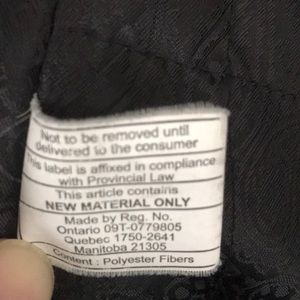 Not to be removed until
delivered to the consumer
This label is affixed in compliance
with Provincial Law
This article contains
NEW MATERIAL ONLY
Made by Reg. No.
Ontario 09T-0779805
Quebec 1750-2641
Manitoba 21305
Content : Polyester Fibers